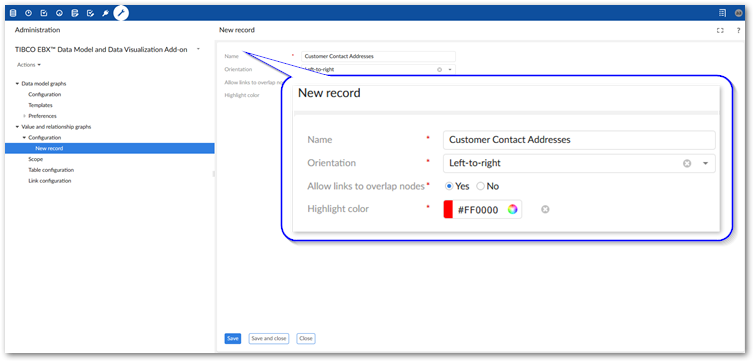 Administration
New record
?
TIBCO EBX™ Data Model and Data Visualization Add-on
Actions
Data model graphs
Configuration
Templates
Preferences
Value and relationship graphs
Configuration
New record
Scope
Table configuration
Link configuration
Name * Customer Contact Addresses
Orientation Left-to-right
Allow links to overlap
Highlight color
New record
Name * Customer Contact Addresses
Orientation * Left-to-right
Allow links to overlap nodes * Yes No
Highlight color * #FF0000
Save
Save and close
Close